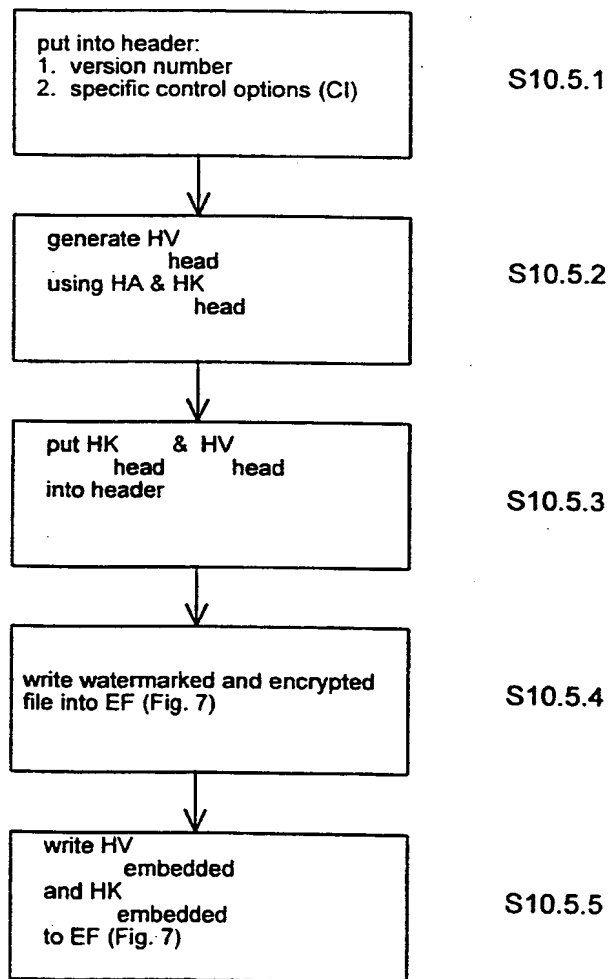 put into header:
1. version number
2. specific control options (CI)
S10.5.1
generate HV
head
using HA & HK
head
S10.5.2
put HK & HV
head head
into header
S10.5.3
write watermarked and encrypted
file into EF (Fig. 7)
S10.5.4
write HV
embedded
and HK
embedded
to EF (Fig. 7)
S10.5.5